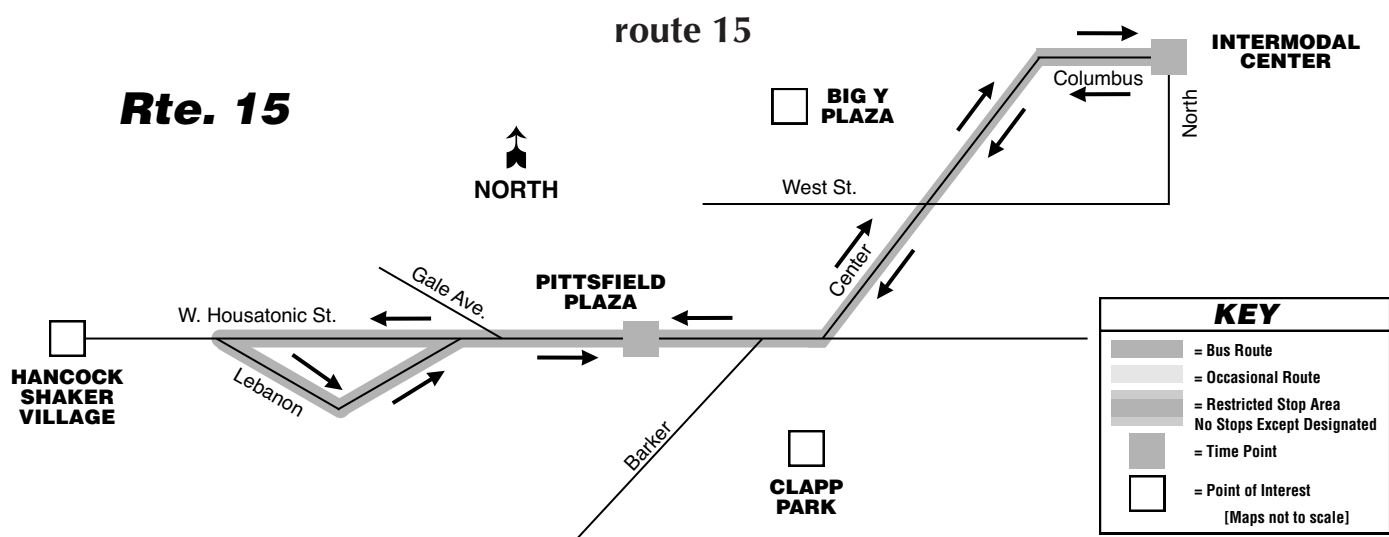 route 15
Rte. 15
INTERMODAL
CENTER
Columbus
North
BIG Y
PLAZA
NORTH
West St.
Center
Gale Ave.
PITTSFIELD
PLAZA
W. Housatonic St.
HANCOCK
SHAKER
VILLAGE
Lebanon
Barker
CLAPP
PARK
KEY
= Bus Route
= Occasional Route
= Restricted Stop Area
No Stops Except Designated
= Time Point
= Point of Interest
[Maps not to scale]